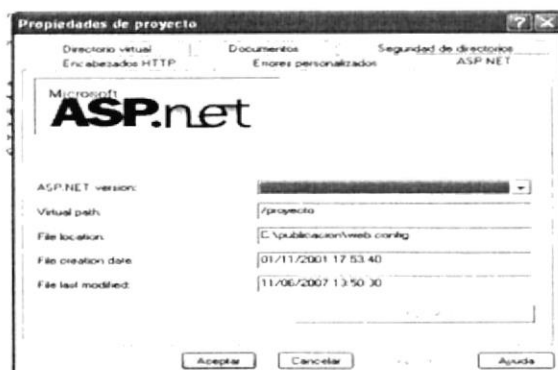 Propiedades de proyecto
Directorio virtual Documentos Seguridad de directorios
Encabezados HTTP Errores personalizados ASP.NET
Microsoft
ASP.net
ASP.NET version:
Virtual path: /proyecto
File location: C:\publicacion\web.config
File creation date: 01/11/2001 17:53:40
File last modified: 11/06/2007 13:50:30
Aceptar Cancelar Ayuda